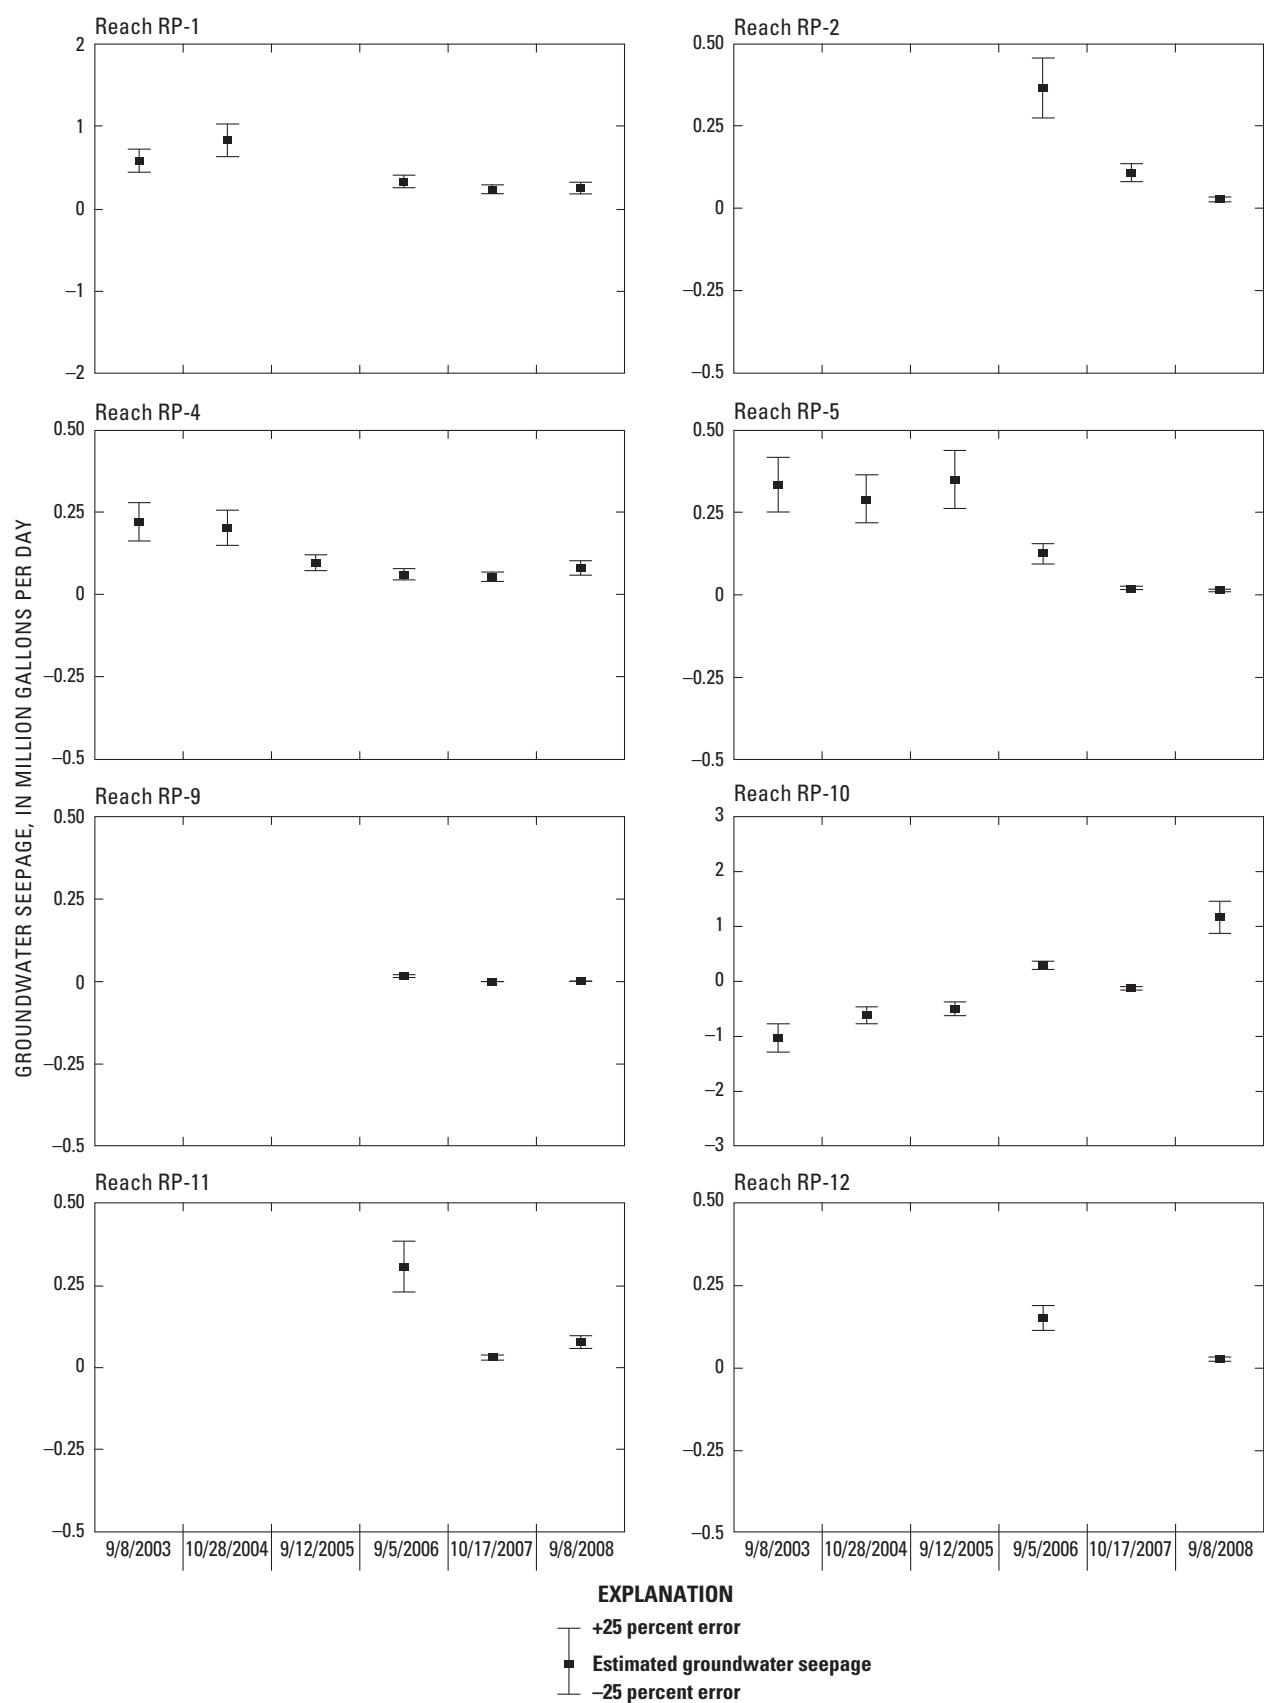 Reach RP-1
2
1
0
–1
–2
Reach RP-2
0.50
0.25
0
–0.25
–0.5
Reach RP-4
0.50
0.25
0
–0.25
–0.5
Reach RP-5
0.50
0.25
0
–0.25
–0.5
GROUNDWATER SEEPAGE, IN MILLION GALLONS PER DAY
Reach RP-9
0.50
0.25
0
–0.25
–0.5
Reach RP-10
3
2
1
0
–1
–2
–3
Reach RP-11
0.50
0.25
0
–0.25
–0.5
9/8/2003 10/28/2004 9/12/2005 9/5/2006 10/17/2007 9/8/2008
Reach RP-12
0.50
0.25
0
–0.25
–0.5
9/8/2003 10/28/2004 9/12/2005 9/5/2006 10/17/2007 9/8/2008
EXPLANATION
+25 percent error
Estimated groundwater seepage
–25 percent error